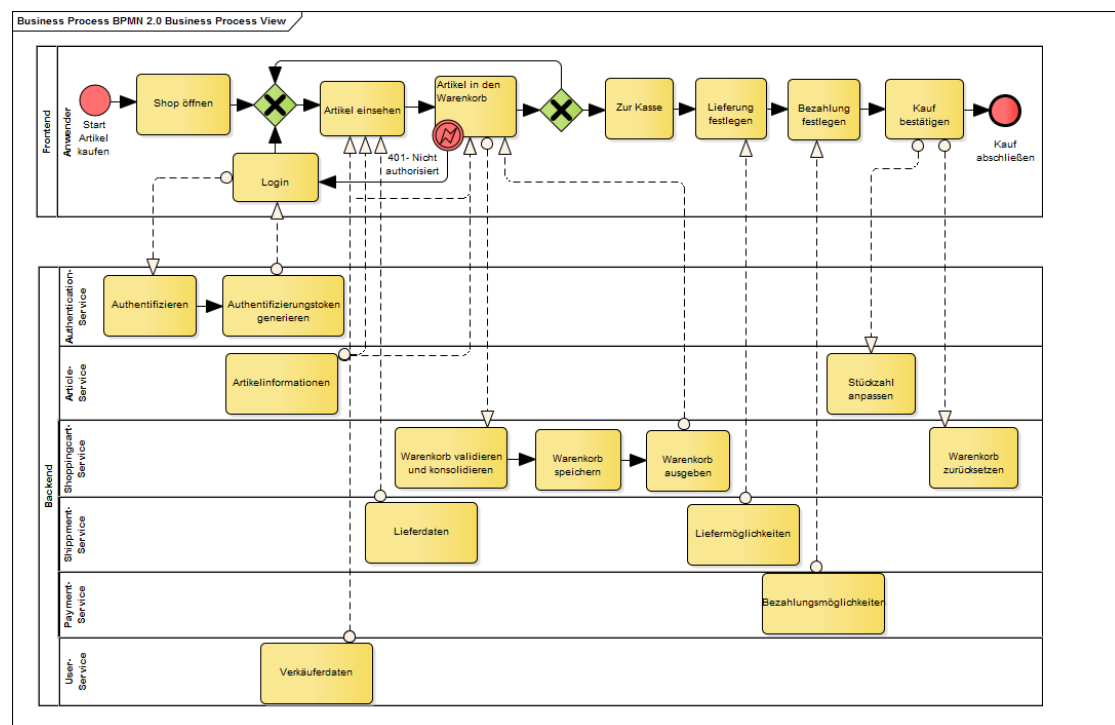 Business Process BPMN 2.0 Business Process View
Frontend
Anwender
Start
Artikel
kaufen
Shop öffnen
Artikel einsehen
Artikel in den
Warenkorb
401- Nicht
authorisiert
Login
Zur Kasse
Lieferung
festlegen
Bezahlung
festlegen
Kauf
bestätigen
Kauf
abschließen
Backend
Authentication-
Service
Authentifizieren
Authentifizierungstoken
generieren
Article-
Service
Artikelinformationen
Stückzahl
anpassen
Shoppingcart-
Service
Warenkorb validieren
und konsolidieren
Warenkorb
speichern
Warenkorb
ausgeben
Warenkorb
zurücksetzen
Shippment-
Service
Lieferdaten
Liefermöglichkeiten
Payment-
Service
Bezahlungsmöglichkeiten
User-
Service
Verkäuferdaten